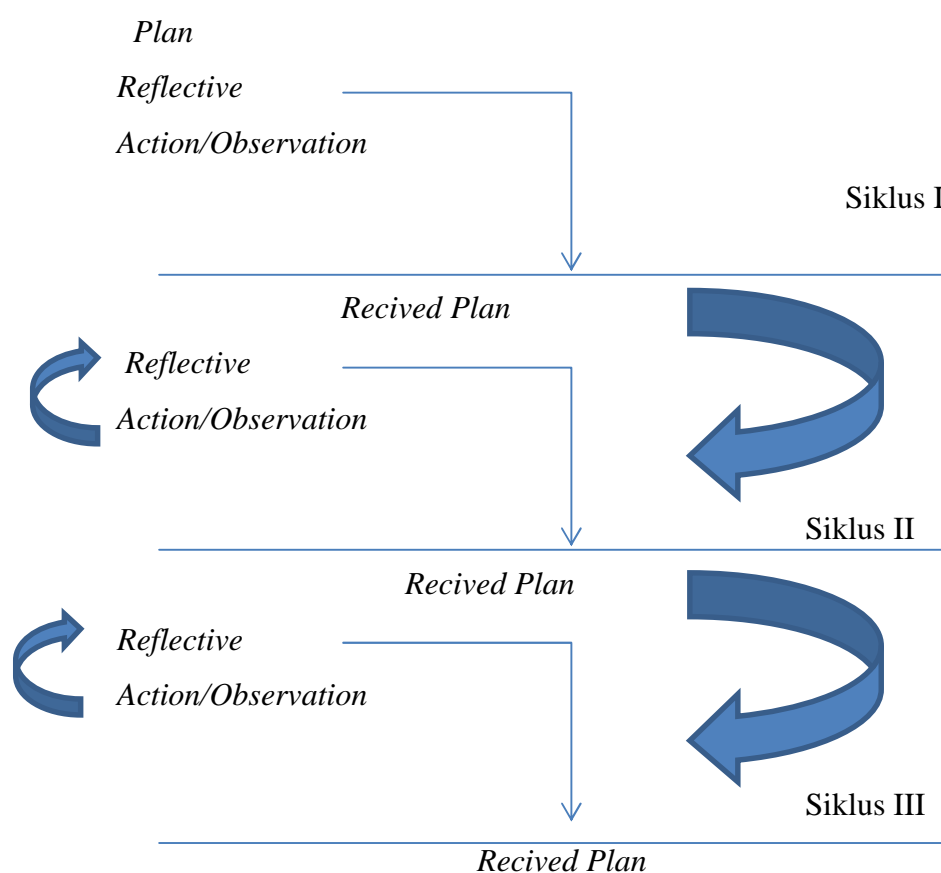 Plan
Reflective
Action/Observation
Siklus I
Recived Plan
Reflective
Action/Observation
Siklus II
Recived Plan
Reflective
Action/Observation
Siklus III
Recived Plan